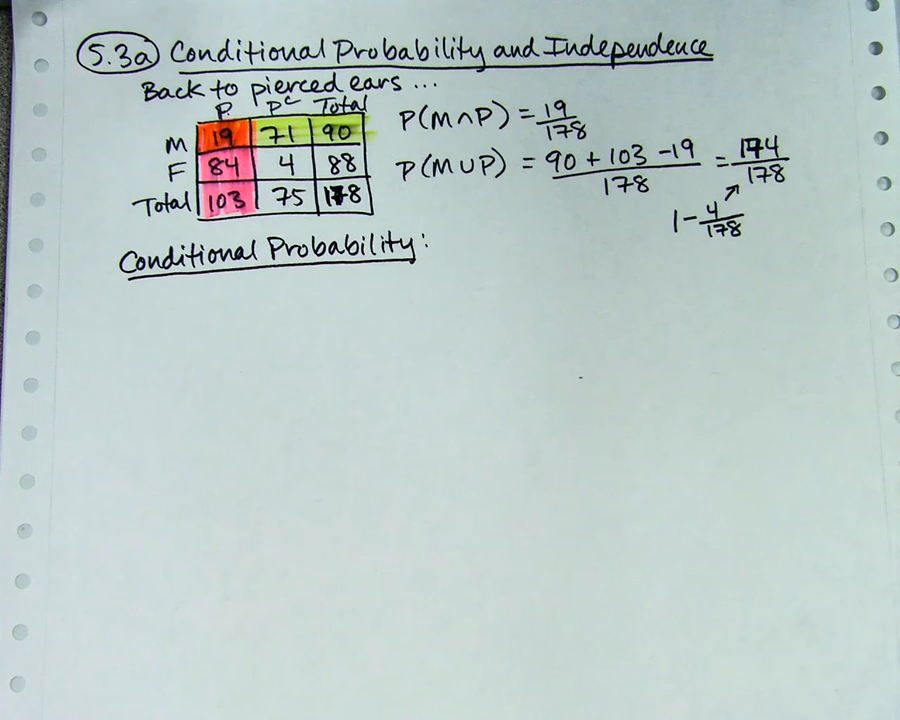 5.3a Conditional Probability and Independence
Back to pierced ears ...
P Pᶜ Total
M 19 71 90
F 84 4 88
Total 103 75 178
P(M∩P) = 19/178
P(M∪P) = 90 + 103 - 19/178 = 174/178
1 - 4/178
Conditional Probability: